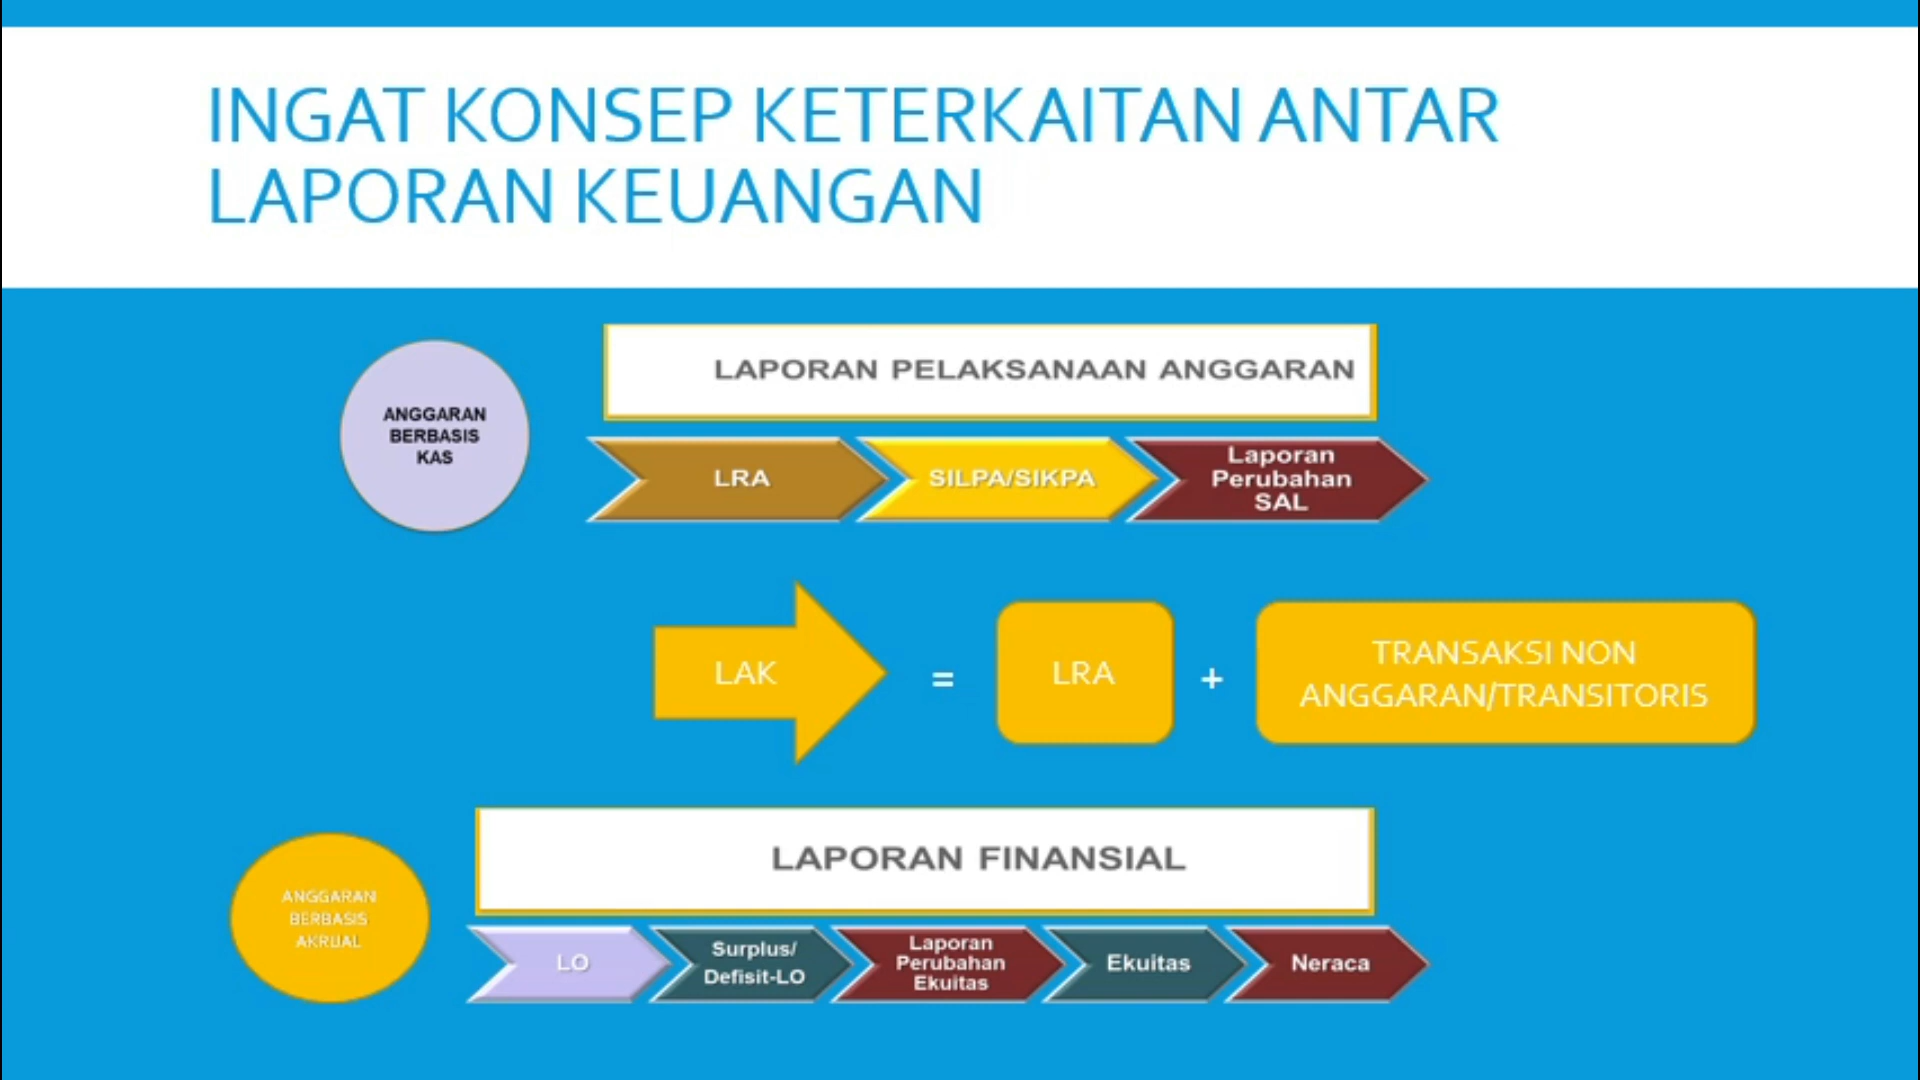 INGAT KONSEP KETERKAITAN ANTAR
LAPORAN KEUANGAN
ANGGARAN
BERBASIS
KAS
LAPORAN PELAKSANAAN ANGGARAN
LRA
SILPA/SIKPA
Laporan
Perubahan
SAL
LAK
=
LRA
+
TRANSAKSI NON
ANGGARAN/TRANSITORIS
ANGGARAN
BERBASIS
AKRUAL
LAPORAN FINANSIAL
LO
Surplus/
Defisit-LO
Laporan
Perubahan
Ekuitas
Ekuitas
Neraca